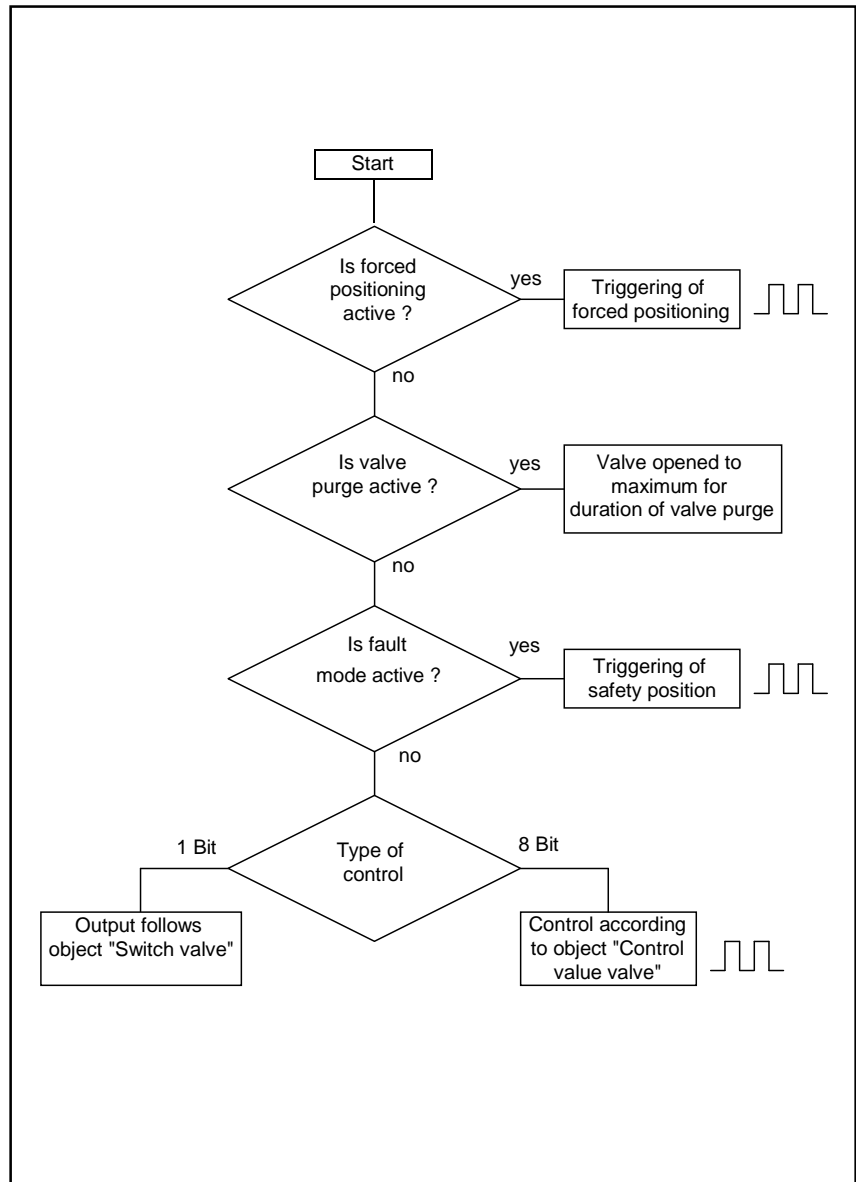 Start
Is forced
positioning
active ?
yes
Triggering of
forced positioning
no
Is valve
purge active ?
yes
Valve opened to
maximum for
duration of valve purge
no
Is fault
mode active ?
yes
Triggering of
safety position
no
1 Bit
Type of
control
8 Bit
Output follows
object "Switch valve"
Control according
to object "Control
value valve"